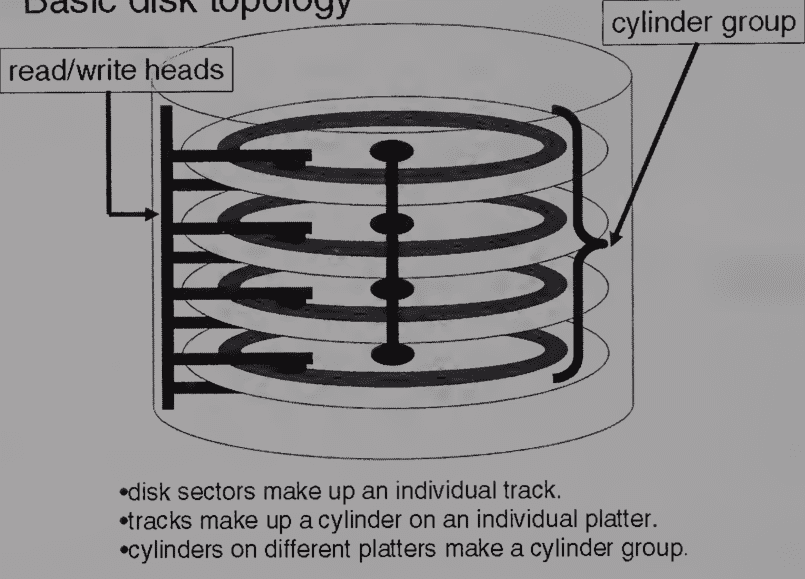 Basic disk topology
cylinder group
read/write heads
•disk sectors make up an individual track.
•tracks make up a cylinder on an individual platter.
•cylinders on different platters make a cylinder group.